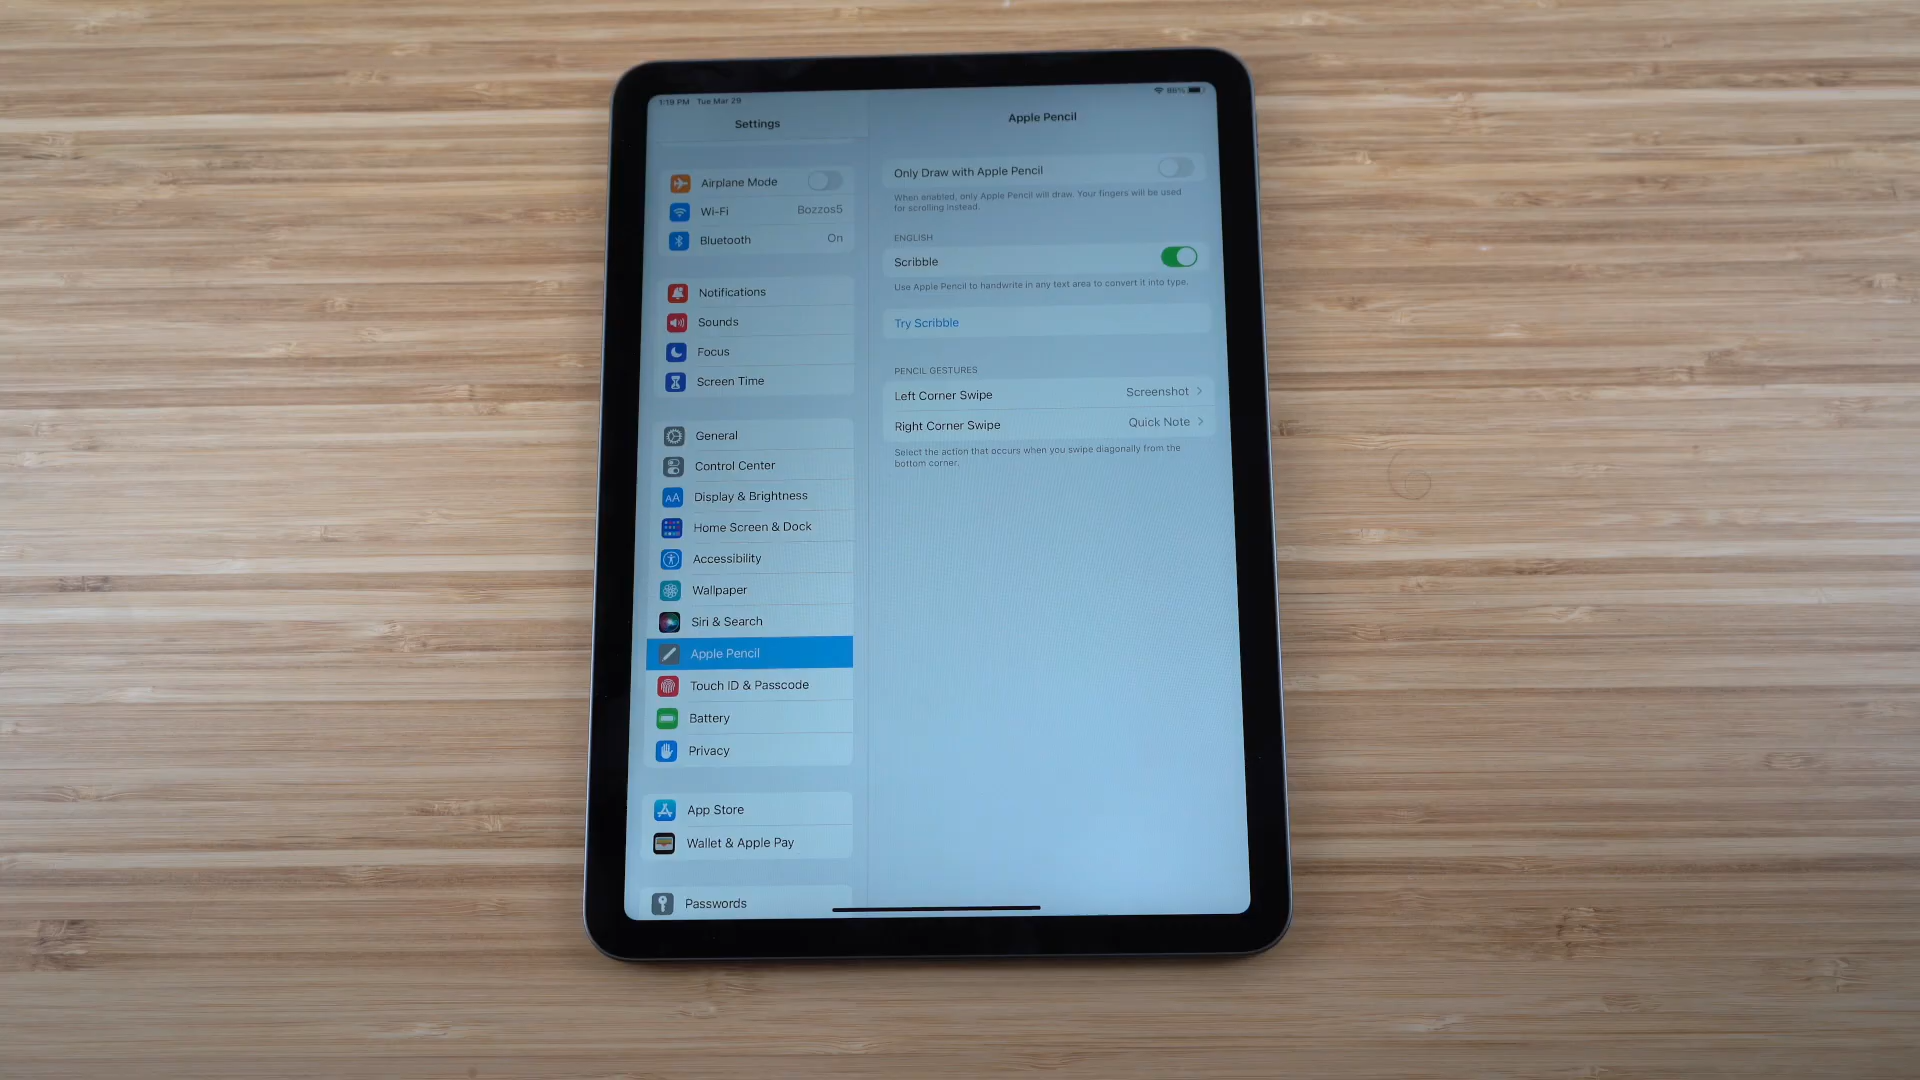 1:19 PM Tue Mar 29
86%
Settings
Airplane Mode
Wi-Fi Bozzos5
Bluetooth On
Notifications
Sounds
Focus
Screen Time
General
Control Center
AA Display & Brightness
Home Screen & Dock
Accessibility
Wallpaper
Siri & Search
Apple Pencil
Touch ID & Passcode
Battery
Privacy
App Store
Wallet & Apple Pay
Passwords
Apple Pencil
Only Draw with Apple Pencil
When enabled, only Apple Pencil will draw. Your fingers will be used
for scrolling instead.
ENGLISH
Scribble
Use Apple Pencil to handwrite in any text area to convert it into type.
Try Scribble
PENCIL GESTURES
Left Corner Swipe Screenshot
Right Corner Swipe Quick Note
Select the action that occurs when you swipe diagonally from the
bottom corner.